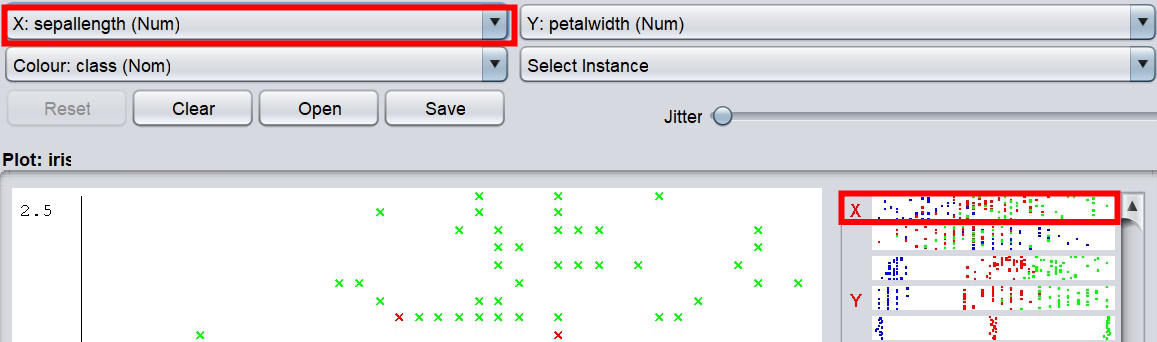 X: sepallength (Num) Y: petalwidth (Num)
Colour: class (Nom) Select Instance
Reset Clear Open Save Jitter
Plot: iris
2.5
X
Y